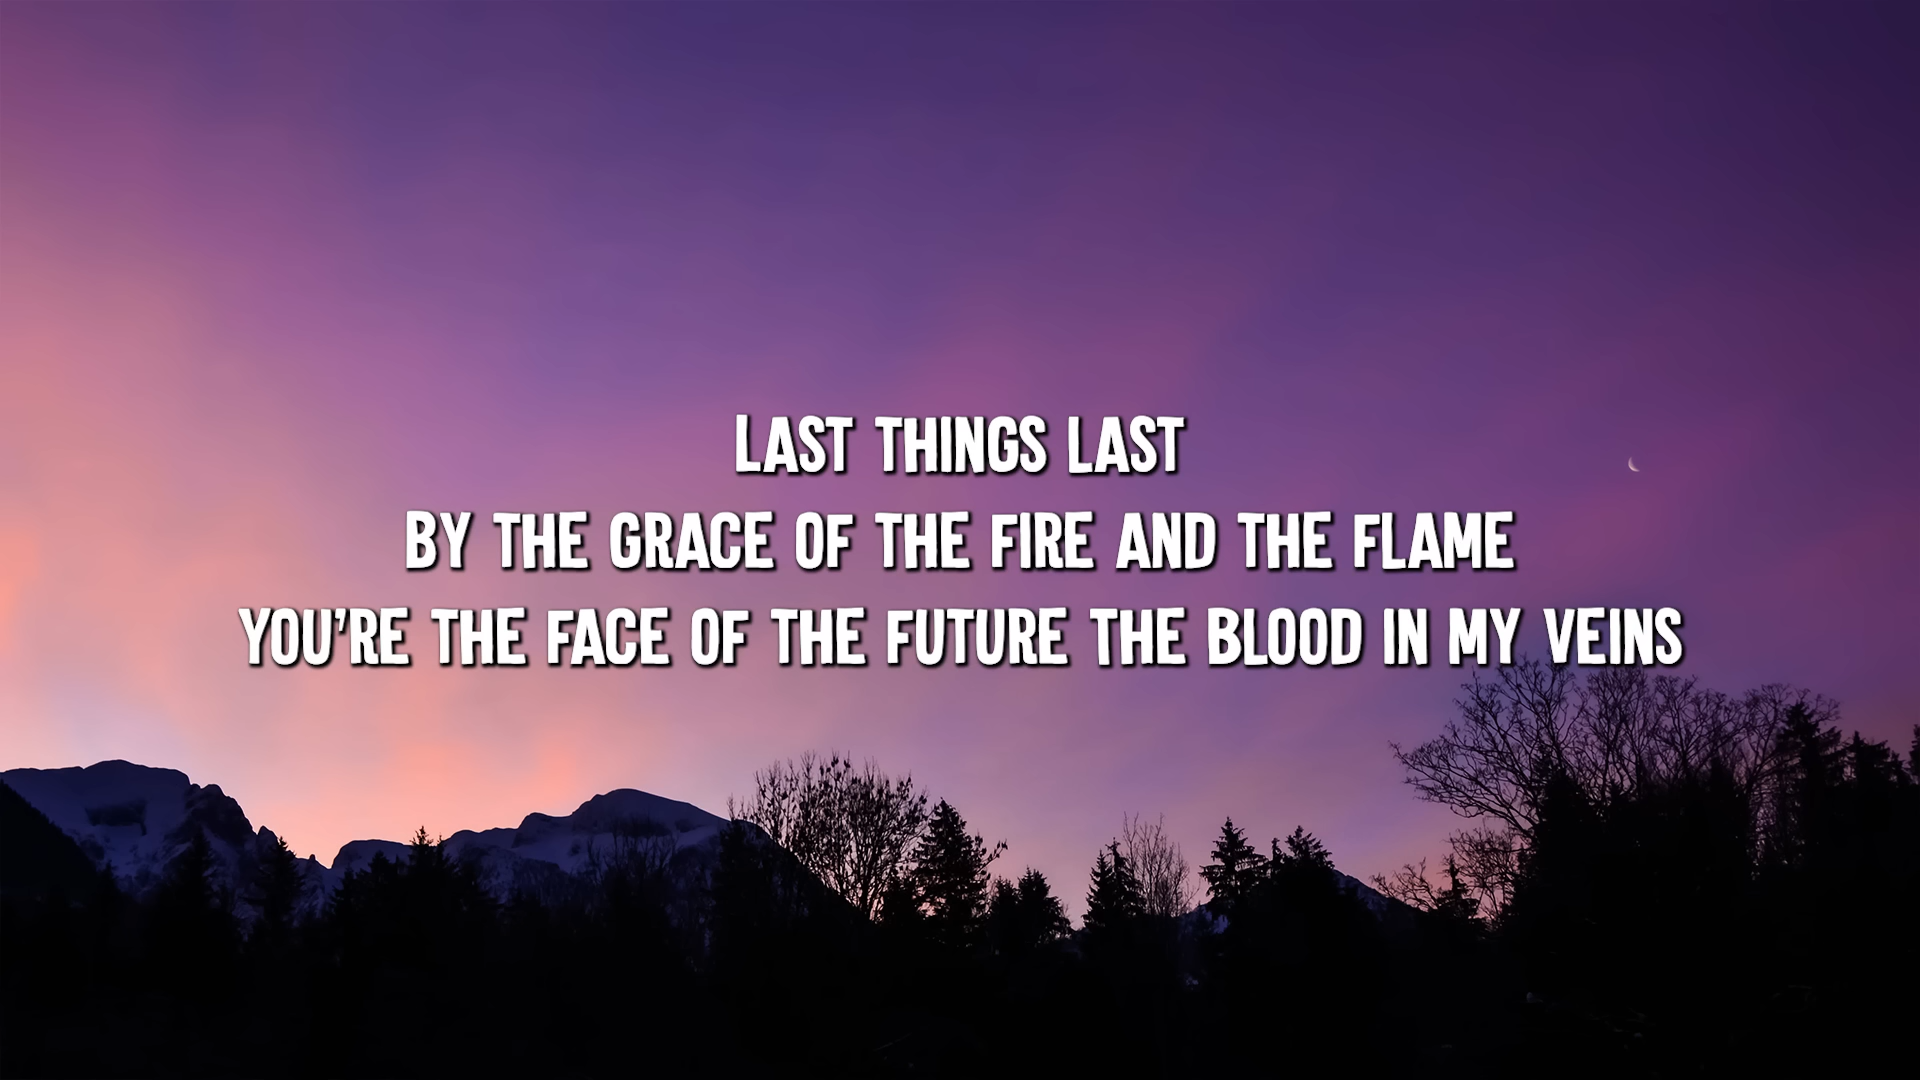 LAST THINGS LAST
BY THE GRACE OF THE FIRE AND THE FLAME
YOU'RE THE FACE OF THE FUTURE THE BLOOD IN MY VEINS